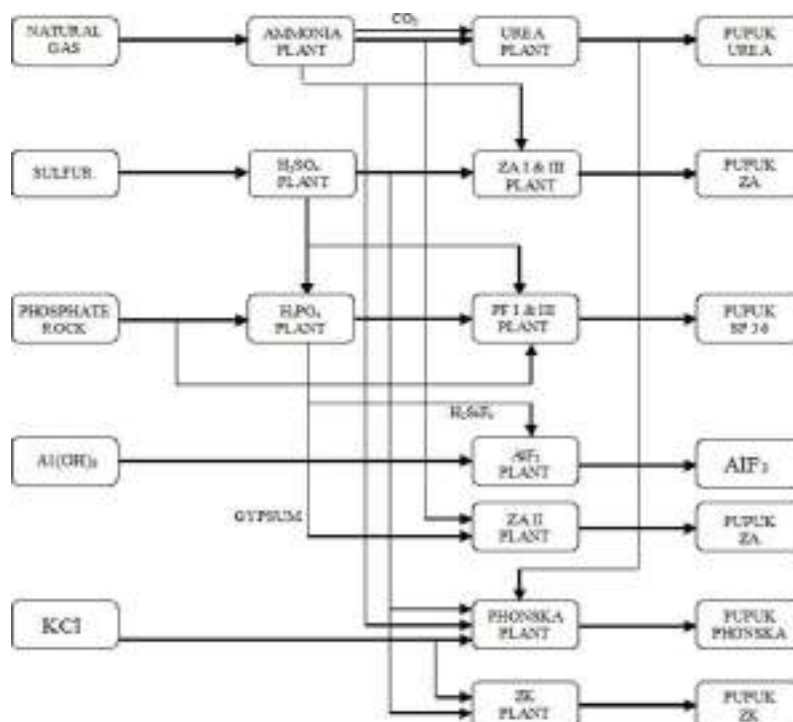 CO₂
NATURAL
GAS
AMMONIA
PLANT
UREA
PLANT
PUPUK
UREA
SULFUR
H₂SO₄
PLANT
ZA I & III
PLANT
PUPUK
ZA
PHOSPHATE
ROCK
H₃PO₄
PLANT
PF I & III
PLANT
PUPUK
SP 36
H₂SiF₆
Al(OH)₃
AlF₃
PLANT
AlF₃
GYPSUM
ZA II
PLANT
PUPUK
ZA
KCl
PHONSKA
PLANT
PUPUK
PHONSKA
ZK
PLANT
PUPUK
ZK